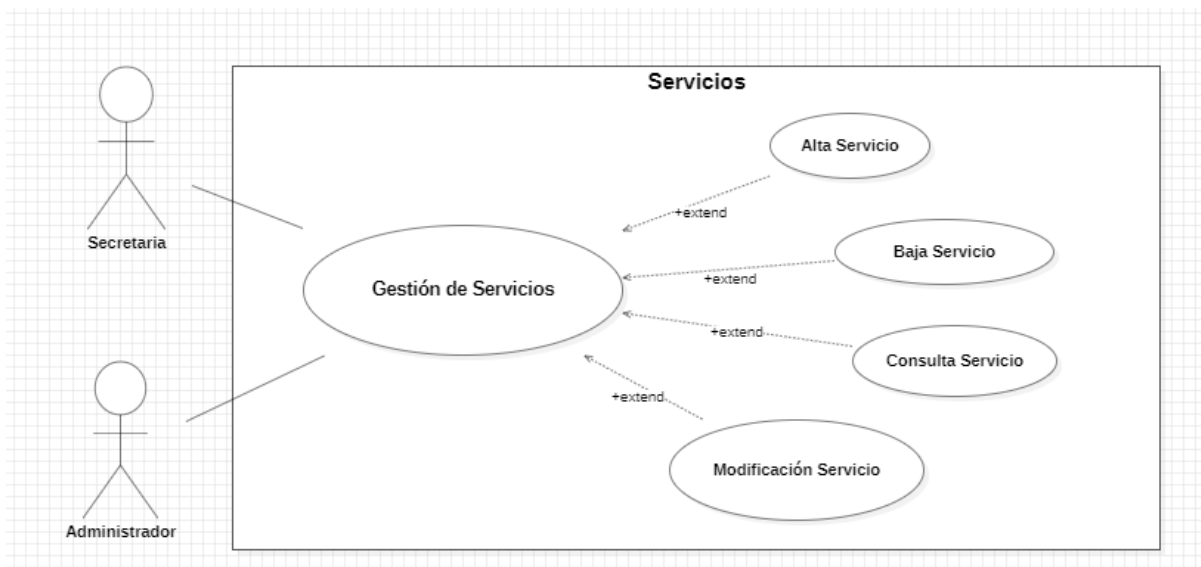 Servicios
Alta Servicio
+extend
Secretaria
Baja Servicio
+extend
Gestión de Servicios
+extend
Consulta Servicio
+extend
Modificación Servicio
Administrador